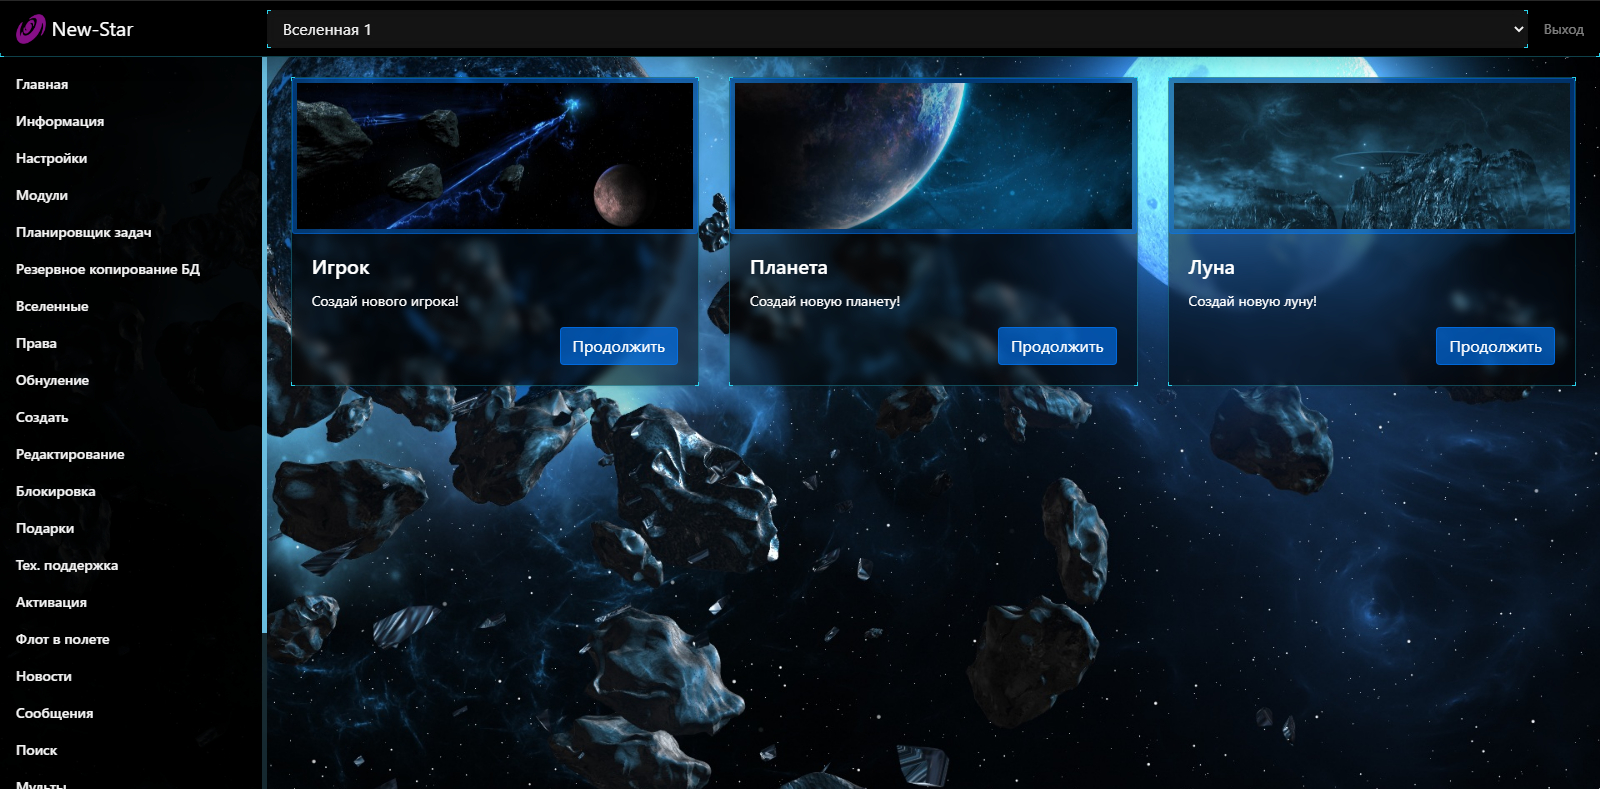 New-Star
Вселенная 1
Выход
Главная
Информация
Настройки
Модули
Планировщик задач
Резервное копирование БД
Вселенные
Права
Обнуление
Создать
Редактирование
Блокировка
Подарки
Тех. поддержка
Активация
Флот в полете
Новости
Сообщения
Поиск
Мульты
Игрок
Создай нового игрока!
Продолжить
Планета
Создай новую планету!
Продолжить
Луна
Создай новую луну!
Продолжить